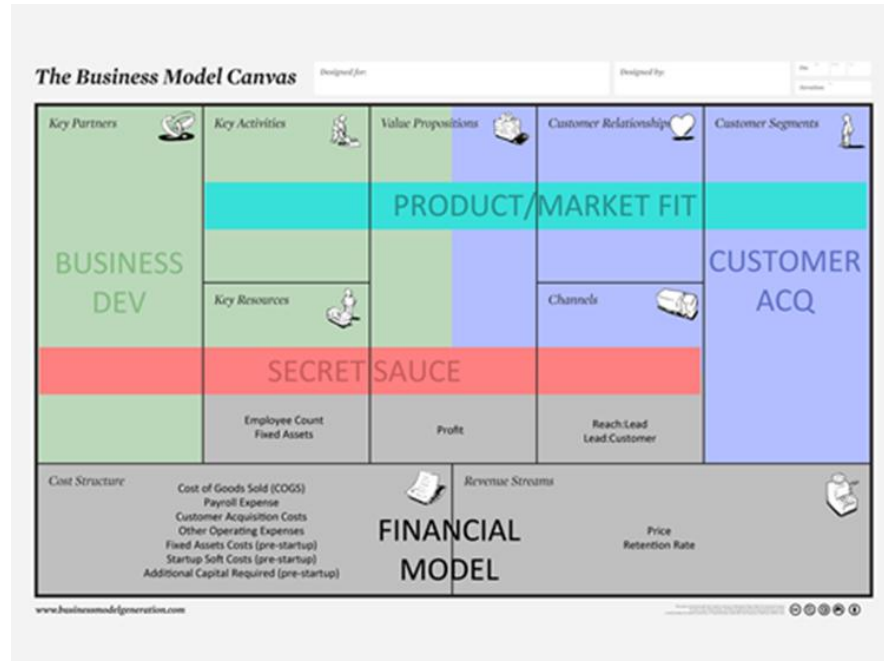 The Business Model Canvas
Designed for:
Designed by:
Iteration:
Key Partners
Key Activities
Value Propositions
Customer Relationships
Customer Segments
PRODUCT/MARKET FIT
BUSINESS
DEV
CUSTOMER
ACQ
Key Resources
Channels
SECRET SAUCE
Employee Count
Fixed Assets
Profit
Reach:Lead
Lead:Customer
Cost Structure
Cost of Goods Sold (COGS)
Payroll Expense
Customer Acquisition Costs
Other Operating Expenses
Fixed Assets Costs (pre-startup)
Startup Soft Costs (pre-startup)
Additional Capital Required (pre-startup)
FINANCIAL
MODEL
Revenue Streams
Price
Retention Rate
www.businessmodelgeneration.com